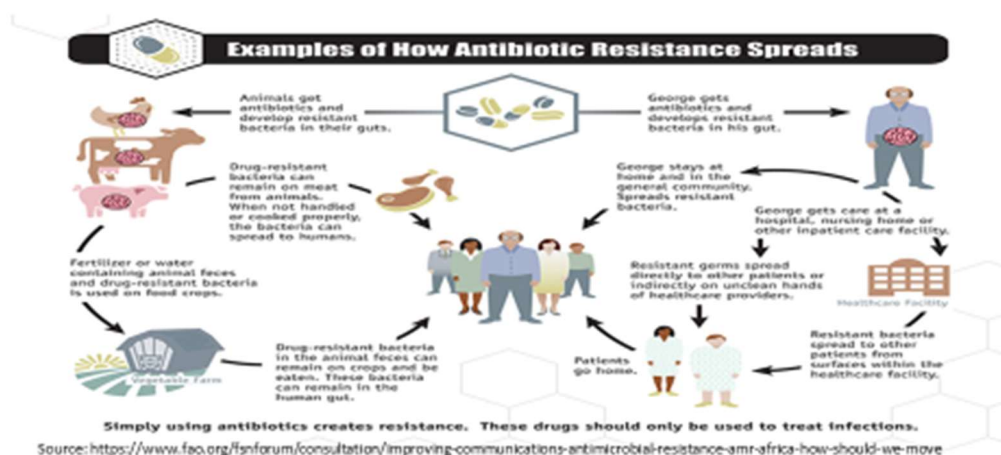 Examples of How Antibiotic Resistance Spreads
Animals get
antibiotics and
develop resistant
bacteria in their guts.
George gets
antibiotics and
develops resistant
bacteria in his gut.
Drug-resistant
bacteria can
remain on meat
from animals.
When not handled
or cooked properly,
the bacteria can
spread to humans.
George stays at
home and in the
general community.
Spreads resistant
bacteria.
George gets care at a
hospital, nursing home or
other inpatient care facility.
Fertilizer or water
containing animal feces
and drug-resistant bacteria
is used on food crops.
Resistant germs spread
directly to other patients or
indirectly on unclean hands
of healthcare providers.
Healthcare Facility
Vegetable Farm
Drug-resistant bacteria
in the animal feces can
remain on crops and be
eaten. These bacteria
can remain in the
human gut.
Patients
go home.
Resistant bacteria
spread to other
patients from
surfaces within the
healthcare facility.
Simply using antibiotics creates resistance. These drugs should only be used to treat infections.
Source: https://www.fao.org/fsnforum/consultation/improving-communications-antimicrobial-resistance-amr-africa-how-should-we-move